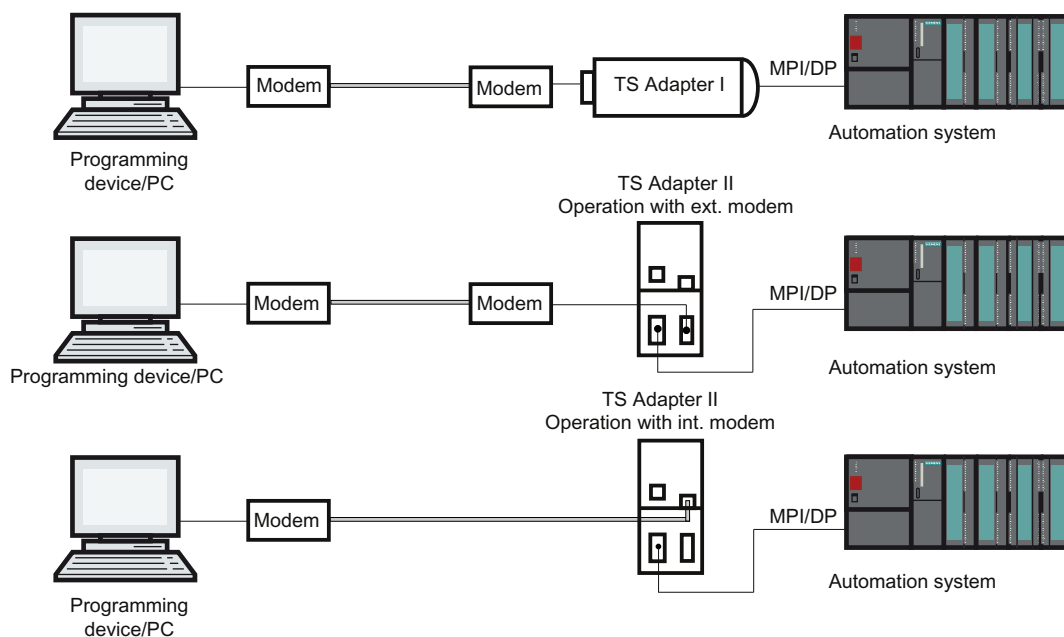 Modem
Modem
TS Adapter I
MPI/DP
Automation system
Programming
device/PC
TS Adapter II
Operation with ext. modem
Modem
Modem
MPI/DP
Programming device/PC
Automation system
TS Adapter II
Operation with int. modem
Modem
MPI/DP
Automation system
Programming
device/PC